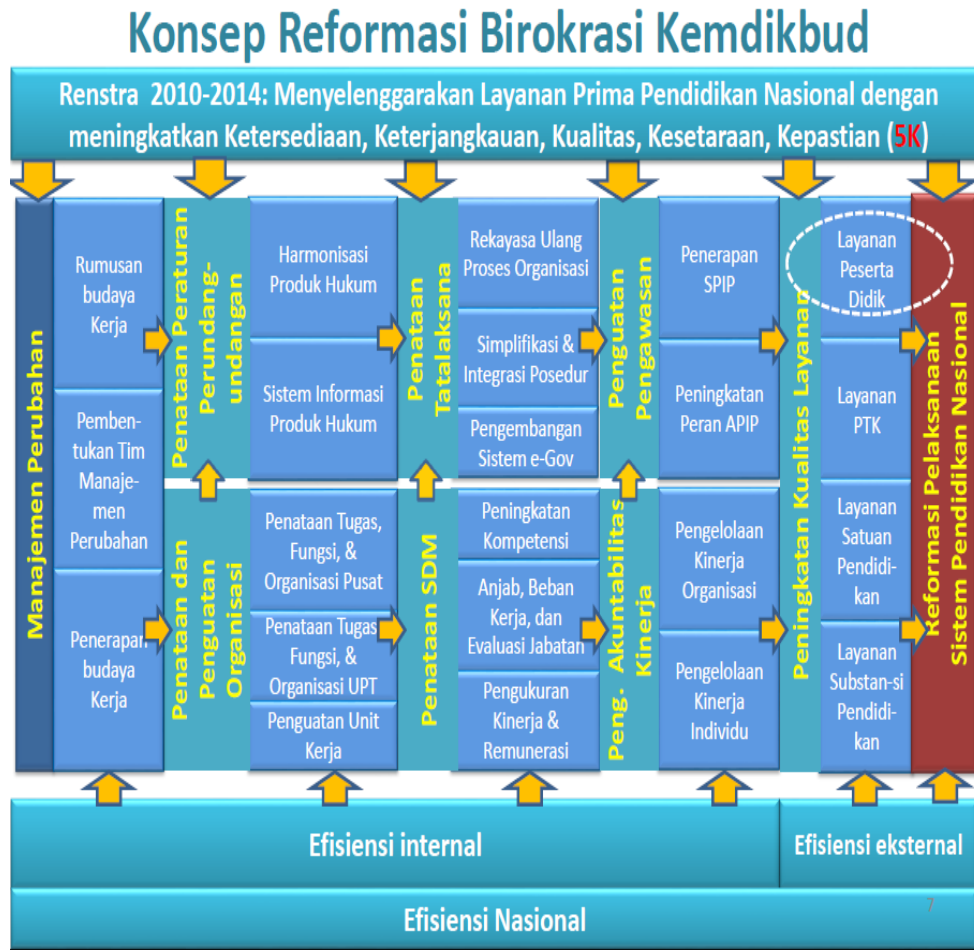 Konsep Reformasi Birokrasi Kemdikbud
Renstra 2010-2014: Menyelenggarakan Layanan Prima Pendidikan Nasional dengan
meningkatkan Ketersediaan, Keterjangkauan, Kualitas, Kesetaraan, Kepastian (5K)
Manajemen Perubahan
Rumusan
budaya
Kerja
Pemben-
tukan Tim
Manaje-
men
Perubahan
Penerapan
budaya
Kerja
Penataan Peraturan
Perundang-
undangan
Penataan dan
Penguatan
Organisasi
Harmonisasi
Produk Hukum
Sistem Informasi
Produk Hukum
Penataan Tugas,
Fungsi, &
Organisasi Pusat
Penataan Tugas,
Fungsi, &
Organisasi UPT
Penguatan Unit
Kerja
Penataan
Tatalaksana
Penataan SDM
Rekayasa Ulang
Proses Organisasi
Simplifikasi &
Integrasi Posedur
Pengembangan
Sistem e-Gov
Peningkatan
Kompetensi
Anjab, Beban
Kerja, dan
Evaluasi Jabatan
Pengukuran
Kinerja &
Remunerasi
Penguatan
Pengawasan
Peng. Akuntabilitas
Kinerja
Penerapan
SPIP
Peningkatan
Peran APIP
Pengelolaan
Kinerja
Organisasi
Pengelolaan
Kinerja
Individu
Peningkatan Kualitas Layanan
Layanan
Peserta
Didik
Layanan
PTK
Layanan
Satuan
Pendidi-
kan
Layanan
Substan-si
Pendidi-
kan
Reformasi Pelaksanaan
Sistem Pendidikan Nasional
Efisiensi internal
Efisiensi eksternal
Efisiensi Nasional
7